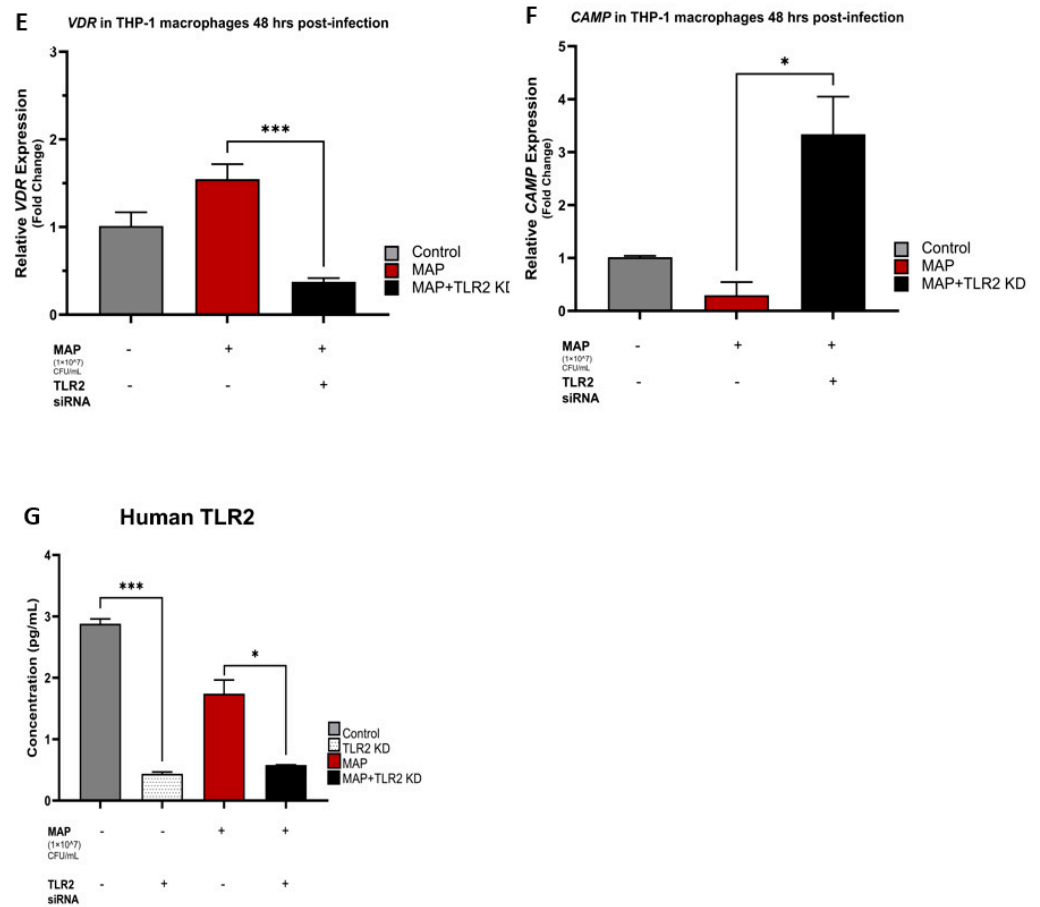 E
VDR in THP-1 macrophages 48 hrs post-infection
3
2
1
0
Relative VDR Expression
(Fold Change)
***
Control
MAP
MAP+TLR2 KD
MAP - + +
(1×10^7)
CFU/mL
TLR2 - - +
siRNA
F
CAMP in THP-1 macrophages 48 hrs post-infection
5
4
3
2
1
0
Relative CAMP Expression
(Fold Change)
*
Control
MAP
MAP+TLR2 KD
MAP - + +
(1×10^7)
CFU/mL
TLR2 - - +
siRNA
G
Human TLR2
4
3
2
1
0
Concentration (pg/mL)
***
*
Control
TLR2 KD
MAP
MAP+TLR2 KD
MAP - - + +
(1×10^7)
CFU/mL
TLR2 - + - +
siRNA